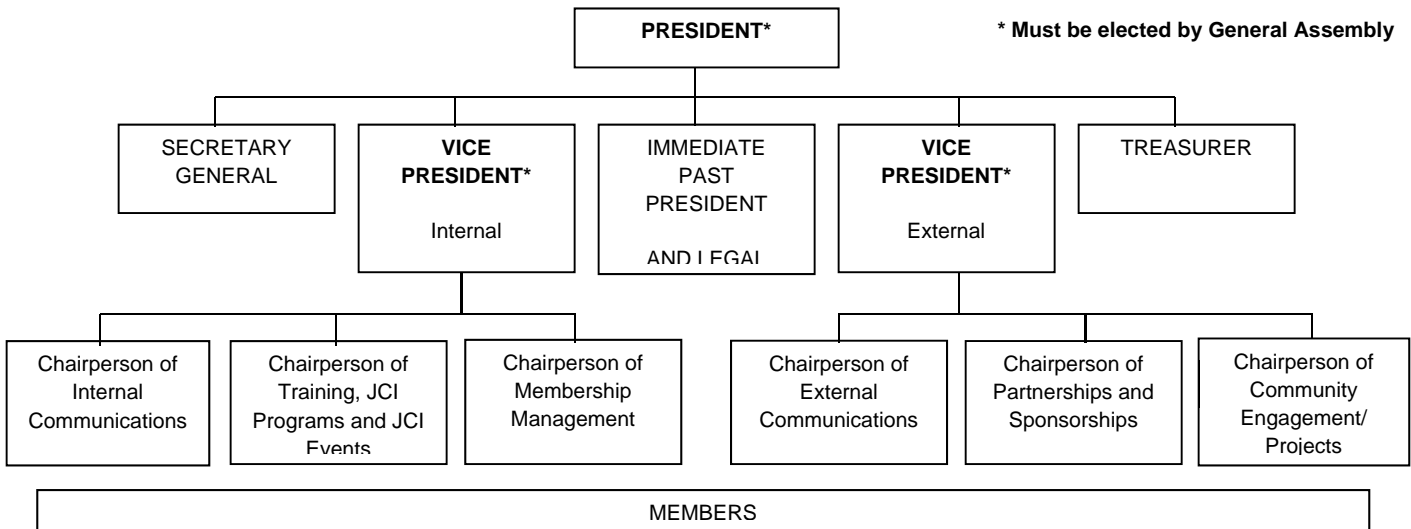 PRESIDENT*
* Must be elected by General Assembly
SECRETARY
GENERAL
VICE
PRESIDENT*
Internal
IMMEDIATE
PAST
PRESIDENT
AND LEGAL
VICE
PRESIDENT*
External
TREASURER
Chairperson of
Internal
Communications
Chairperson of
Training, JCI
Programs and JCI
Events
Chairperson of
Membership
Management
Chairperson of
External
Communications
Chairperson of
Partnerships and
Sponsorships
Chairperson of
Community
Engagement/
Projects
MEMBERS